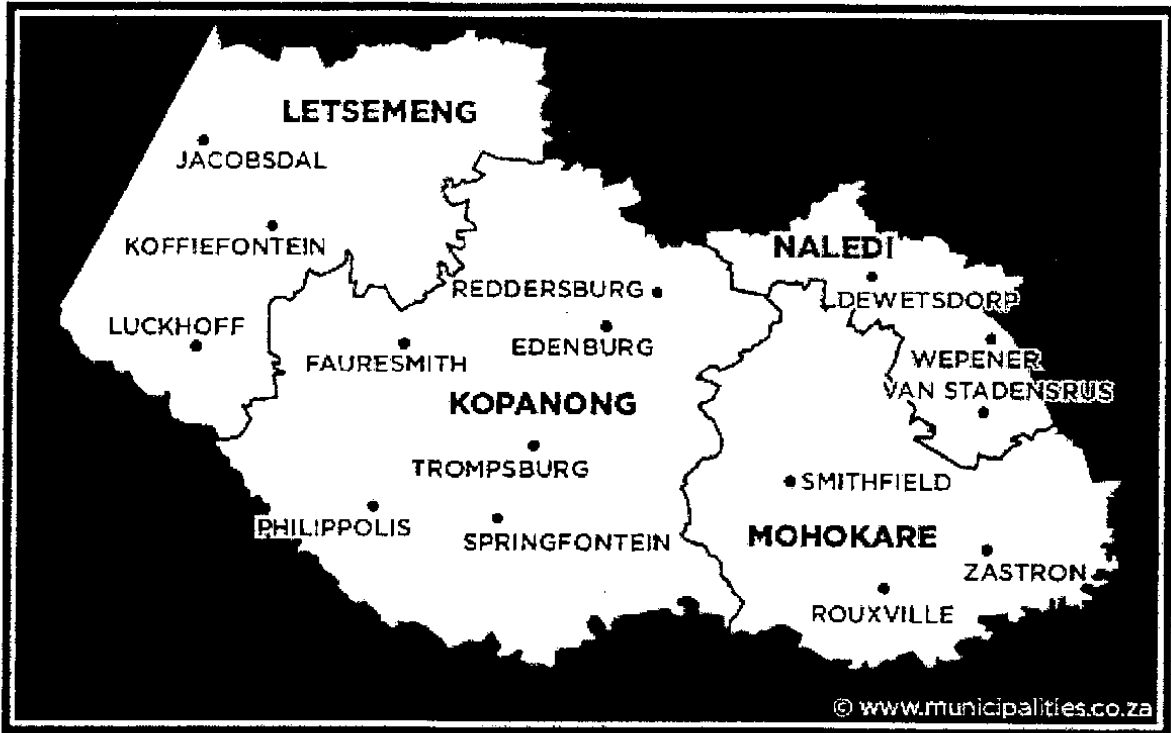 LETSEMENG
JACOBSDAL
KOFFIEFONTEIN
LUCKHOFF
NALEDI
DEWETSDORP
REDDERSBURG
EDENBURG
FAURESMITH
WEPENER
VAN STADENSRUS
KOPANONG
TROMPSBURG
SMITHFIELD
PHILIPPOLIS
SPRINGFONTEIN
MOHOKARE
ZASTRON
ROUXVILLE
© www.municipalities.co.za